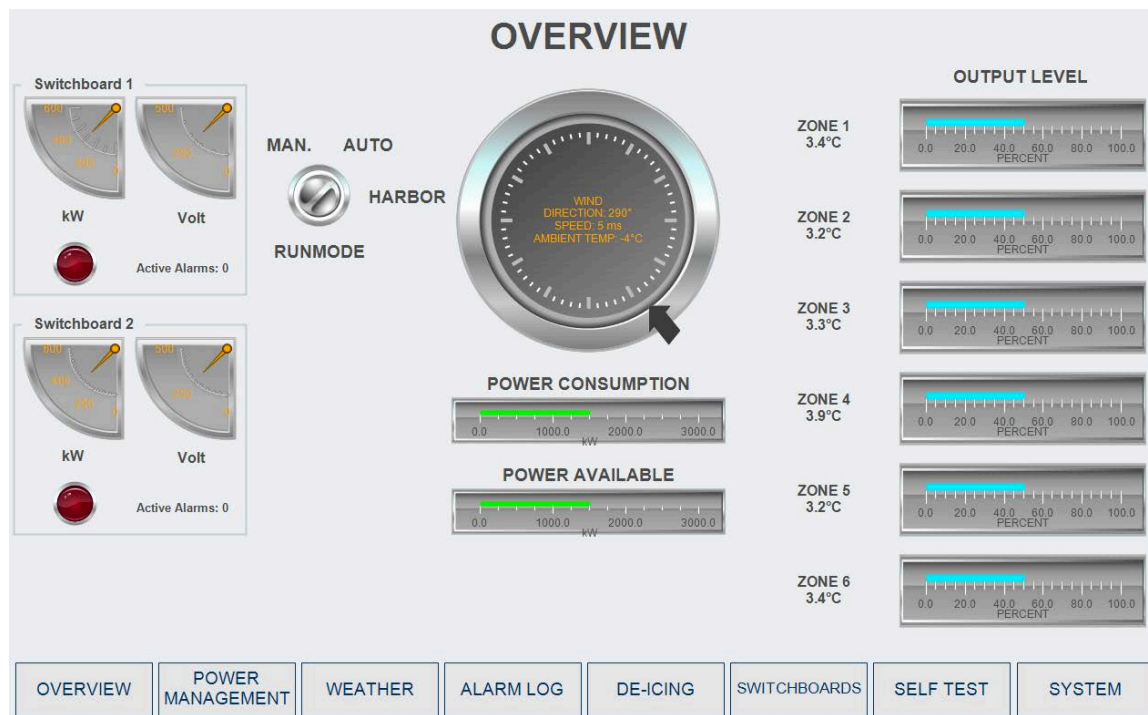 OVERVIEW
Switchboard 1
600
400
200
0
500
250
0
kW
Volt
Active Alarms: 0
Switchboard 2
600
400
200
0
500
250
0
kW
Volt
Active Alarms: 0
MAN.
AUTO
HARBOR
RUNMODE
WIND
DIRECTION: 290°
SPEED: 5 ms
AMBIENT TEMP: -4°C
POWER CONSUMPTION
0.0 1000.0 2000.0 3000.0
kW
POWER AVAILABLE
0.0 1000.0 2000.0 3000.0
kW
OUTPUT LEVEL
ZONE 1
3.4°C
0.0 20.0 40.0 60.0 80.0 100.0
PERCENT
ZONE 2
3.2°C
0.0 20.0 40.0 60.0 80.0 100.0
PERCENT
ZONE 3
3.3°C
0.0 20.0 40.0 60.0 80.0 100.0
PERCENT
ZONE 4
3.9°C
0.0 20.0 40.0 60.0 80.0 100.0
PERCENT
ZONE 5
3.2°C
0.0 20.0 40.0 60.0 80.0 100.0
PERCENT
ZONE 6
3.4°C
0.0 20.0 40.0 60.0 80.0 100.0
PERCENT
OVERVIEW
POWER
MANAGEMENT
WEATHER
ALARM LOG
DE-ICING
SWITCHBOARDS
SELF TEST
SYSTEM